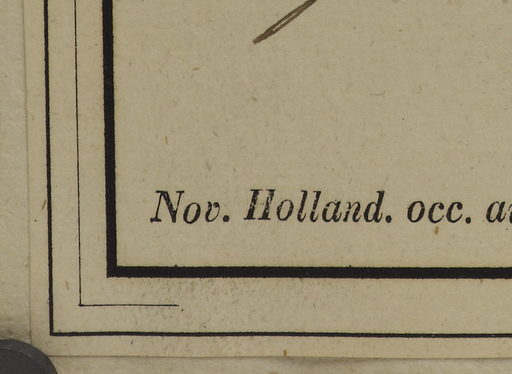 Nov. Holland. occ.